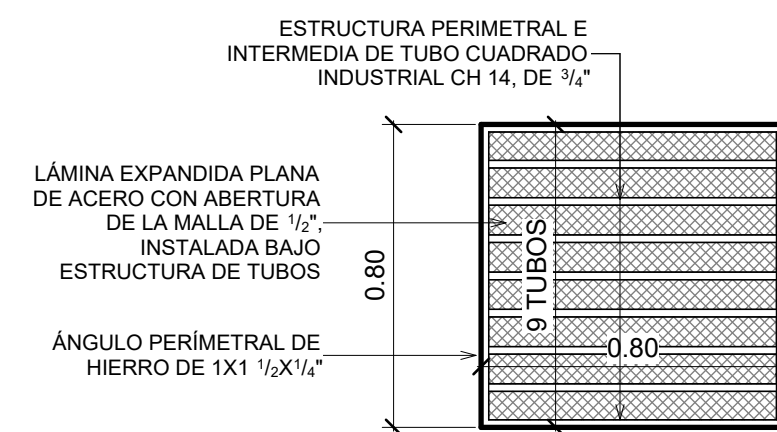 ESTRUCTURA PERIMETRAL E
INTERMEDIA DE TUBO CUADRADO
INDUSTRIAL CH 14, DE 3/4"
LÁMINA EXPANDIDA PLANA
DE ACERO CON ABERTURA
DE LA MALLA DE 1/2",
INSTALADA BAJO
ESTRUCTURA DE TUBOS
ÁNGULO PERÍMETRAL DE
HIERRO DE 1X1 1/2X1/4"
0.80
9 TUBOS
0.80